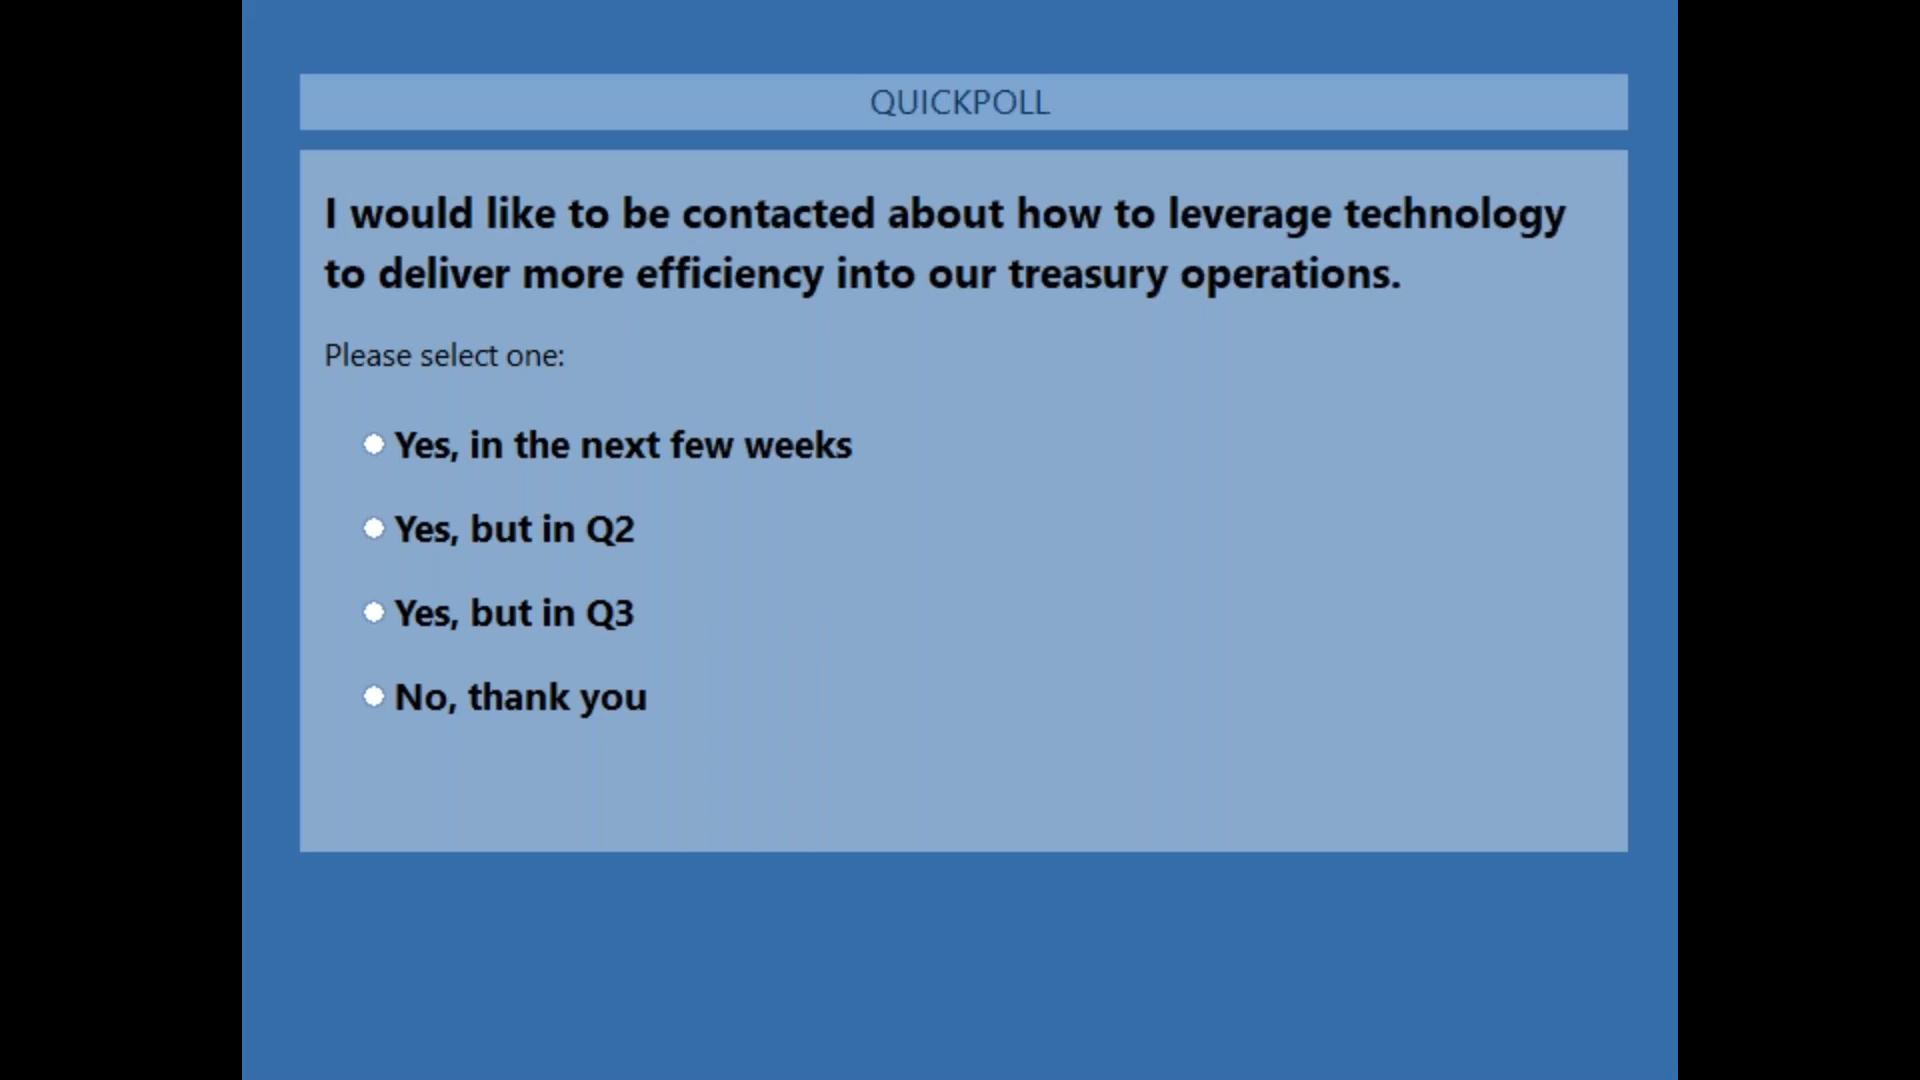 QUICKPOLL
I would like to be contacted about how to leverage technology
to deliver more efficiency into our treasury operations.
Please select one:
Yes, in the next few weeks
Yes, but in Q2
Yes, but in Q3
No, thank you